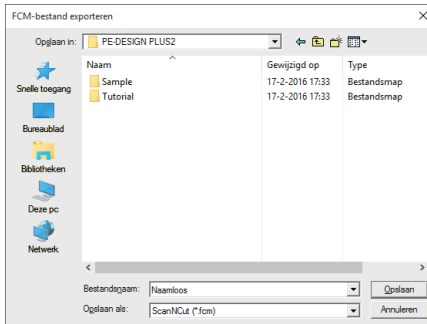 FCM-bestand exporteren
Opslaan in: PE-DESIGN PLUS2
Naam Gewijzigd op Type
Sample 17-2-2016 17:33 Bestandsmap
Tutorial 17-2-2016 17:33 Bestandsmap
Snelle toegang
Bureaublad
Bibliotheken
Deze pc
Netwerk
Bestandsnaam: Naamloos Opslaan
Opslaan als: ScanNCut (*.fcm) Annuleren